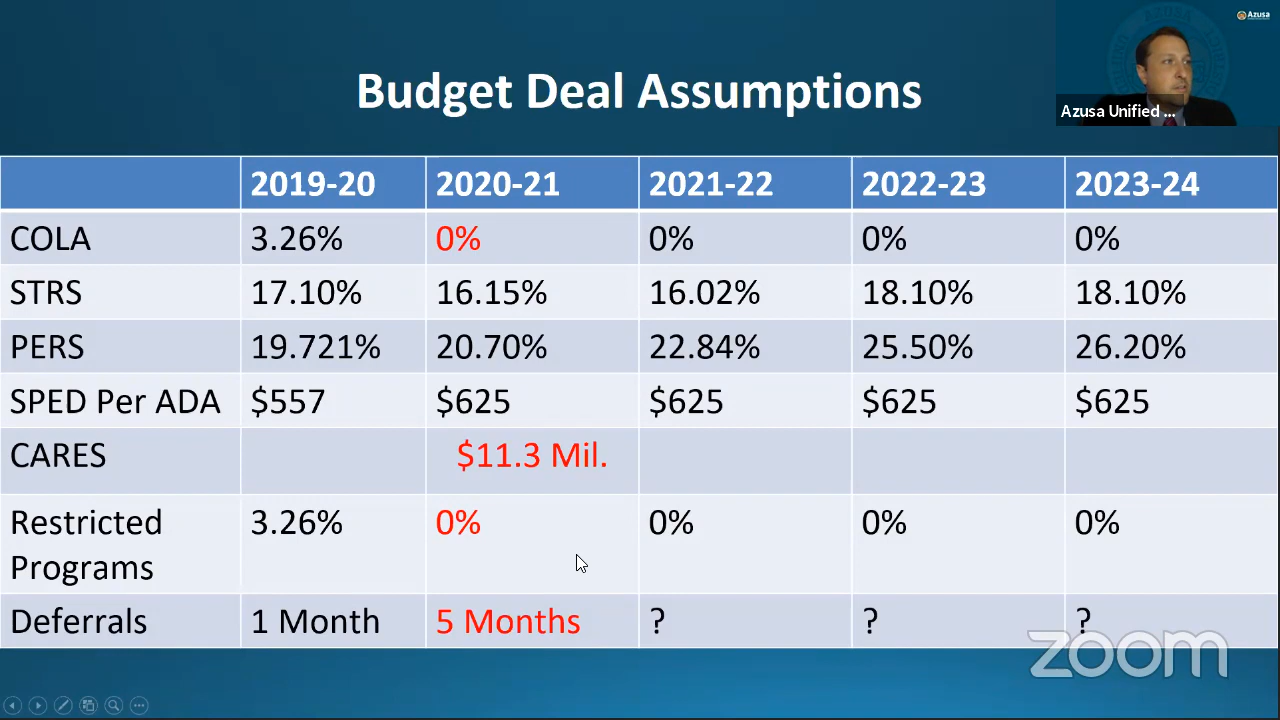 Azusa
Budget Deal Assumptions
Azusa Unified ...
2019-20 2020-21 2021-22 2022-23 2023-24
COLA 3.26% 0% 0% 0% 0%
STRS 17.10% 16.15% 16.02% 18.10% 18.10%
PERS 19.721% 20.70% 22.84% 25.50% 26.20%
SPED Per ADA $557 $625 $625 $625 $625
CARES $11.3 Mil.
Restricted 3.26% 0% 0% 0% 0%
Programs
Deferrals 1 Month 5 Months ? ? ?
zoom